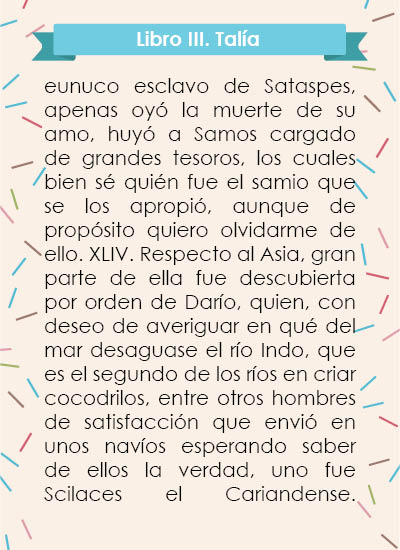 Libro III. Talía
eunuco esclavo de Sataspes,
apenas oyó la muerte de su
amo, huyó a Samos cargado
de grandes tesoros, los cuales
bien sé quién fue el samio que
se los apropió, aunque de
propósito quiero olvidarme de
ello. XLIV. Respecto al Asia, gran
parte de ella fue descubierta
por orden de Darío, quien, con
deseo de averiguar en qué del
mar desaguase el río Indo, que
es el segundo de los ríos en criar
cocodrilos, entre otros hombres
de satisfacción que envió en
unos navíos esperando saber
de ellos la verdad, uno fue
Scilaces el Cariandense.